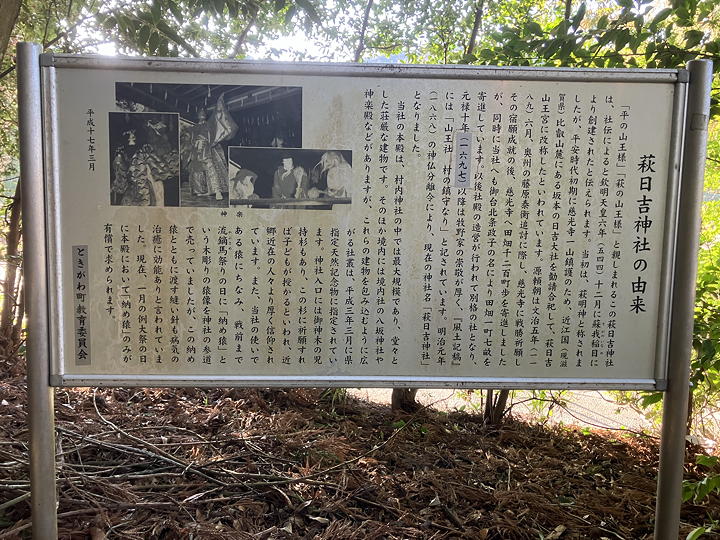 萩日吉神社の由来
「平の山王様」「萩の山王様」と親しまれるこの萩日吉神社
は、社伝によると欽明天皇六年(五四四)十二月に蘇我稲目に
より創建されたと伝えられます。当初は、萩明神と称されま
したが、平安時代初期に慈光寺一山鎮護のため、近江国(現滋
賀県)比叡山麓にある坂本の日吉大社を勧請合祀して、萩日吉
山王宮に改称したといわれています。源頼朝は文治五年(一一
八九)六月、奥州の藤原泰衡追討に際し、慈光寺に戦勝祈願し
その宿願成就の後、慈光寺へ田畑千二百町歩を寄進しました
が、同時に当社へも御台北条政子の名により田畑一町七畝を
寄進しています。以後社殿の造営が行われて別格の社となり、
元禄十年(一六九七)以降は牧野家の崇敬が厚く、『風土記稿』
には「山王社 村の鎮守なり」と記されています。明治元年
(一八六八)の神仏分離令により、現在の神社名「萩日吉神社」
となりました。
当社の本殿は、村内神社の中では最大規模であり、堂々と
した荘厳な建物です。そのほか境内には境内社の八坂神社や
神楽殿などがありますが、これらの建物を包み込むように広
がる社叢は、平成三年三月に県
指定天然記念物に指定されてい
ます。神社入口には御神木の児
持杉もあり、この杉に祈願すれ
ば子どもが授かるといわれ、近
郷近在の人々より厚く信仰され
ています。また、当社の使いで
ある猿にちなみ、戦前まで
流鏑馬祭りの日に「納め猿」と
いう木彫りの猿像を神社の参道
で売っていましたが、この納め
猿とともに渡す縫い針も病気の
治癒に効能ありと言われていま
した。現在、一月の例大祭の日
に本殿において「納め猿」のみが
有償で求められます。
神楽
平成十七年三月
ときがわ町教育委員会